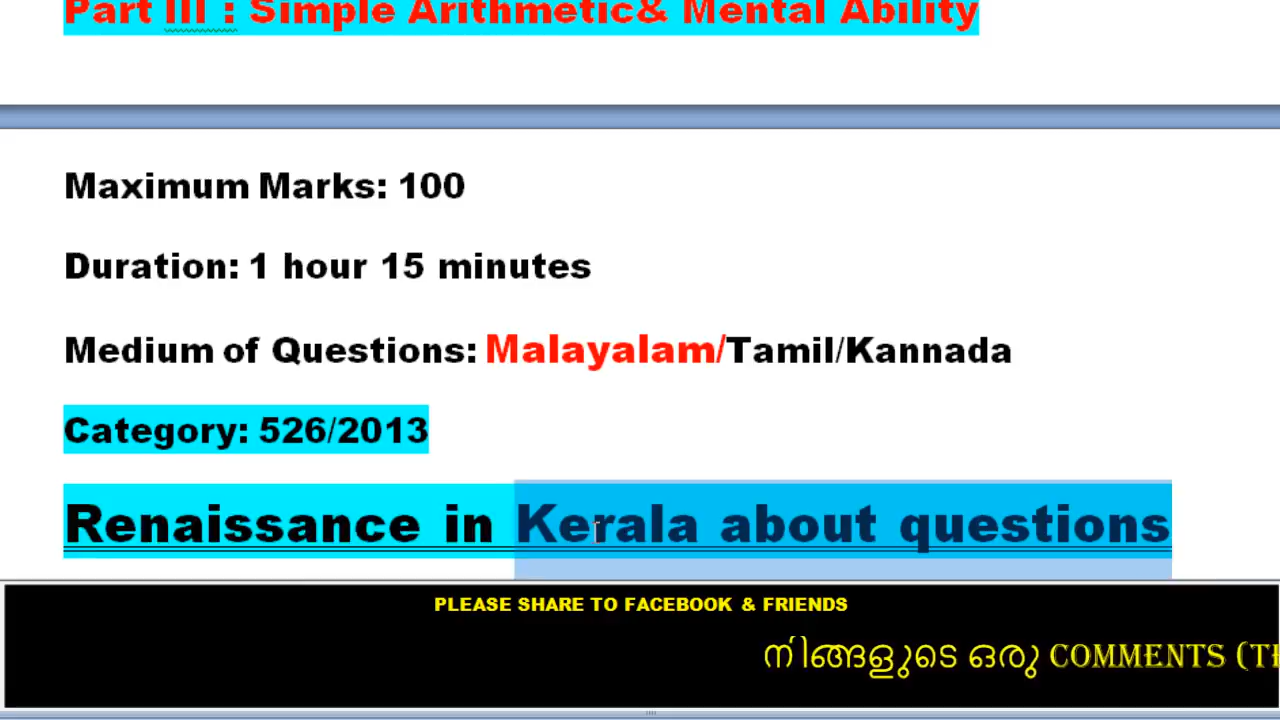 Part III : Simple Arithmetic& Mental Ability
Maximum Marks: 100
Duration: 1 hour 15 minutes
Medium of Questions: Malayalam/Tamil/Kannada
Category: 526/2013
Renaissance in Kerala about questions
PLEASE SHARE TO FACEBOOK & FRIENDS
നിങ്ങളുടെ ഒരു COMMENTS (TH